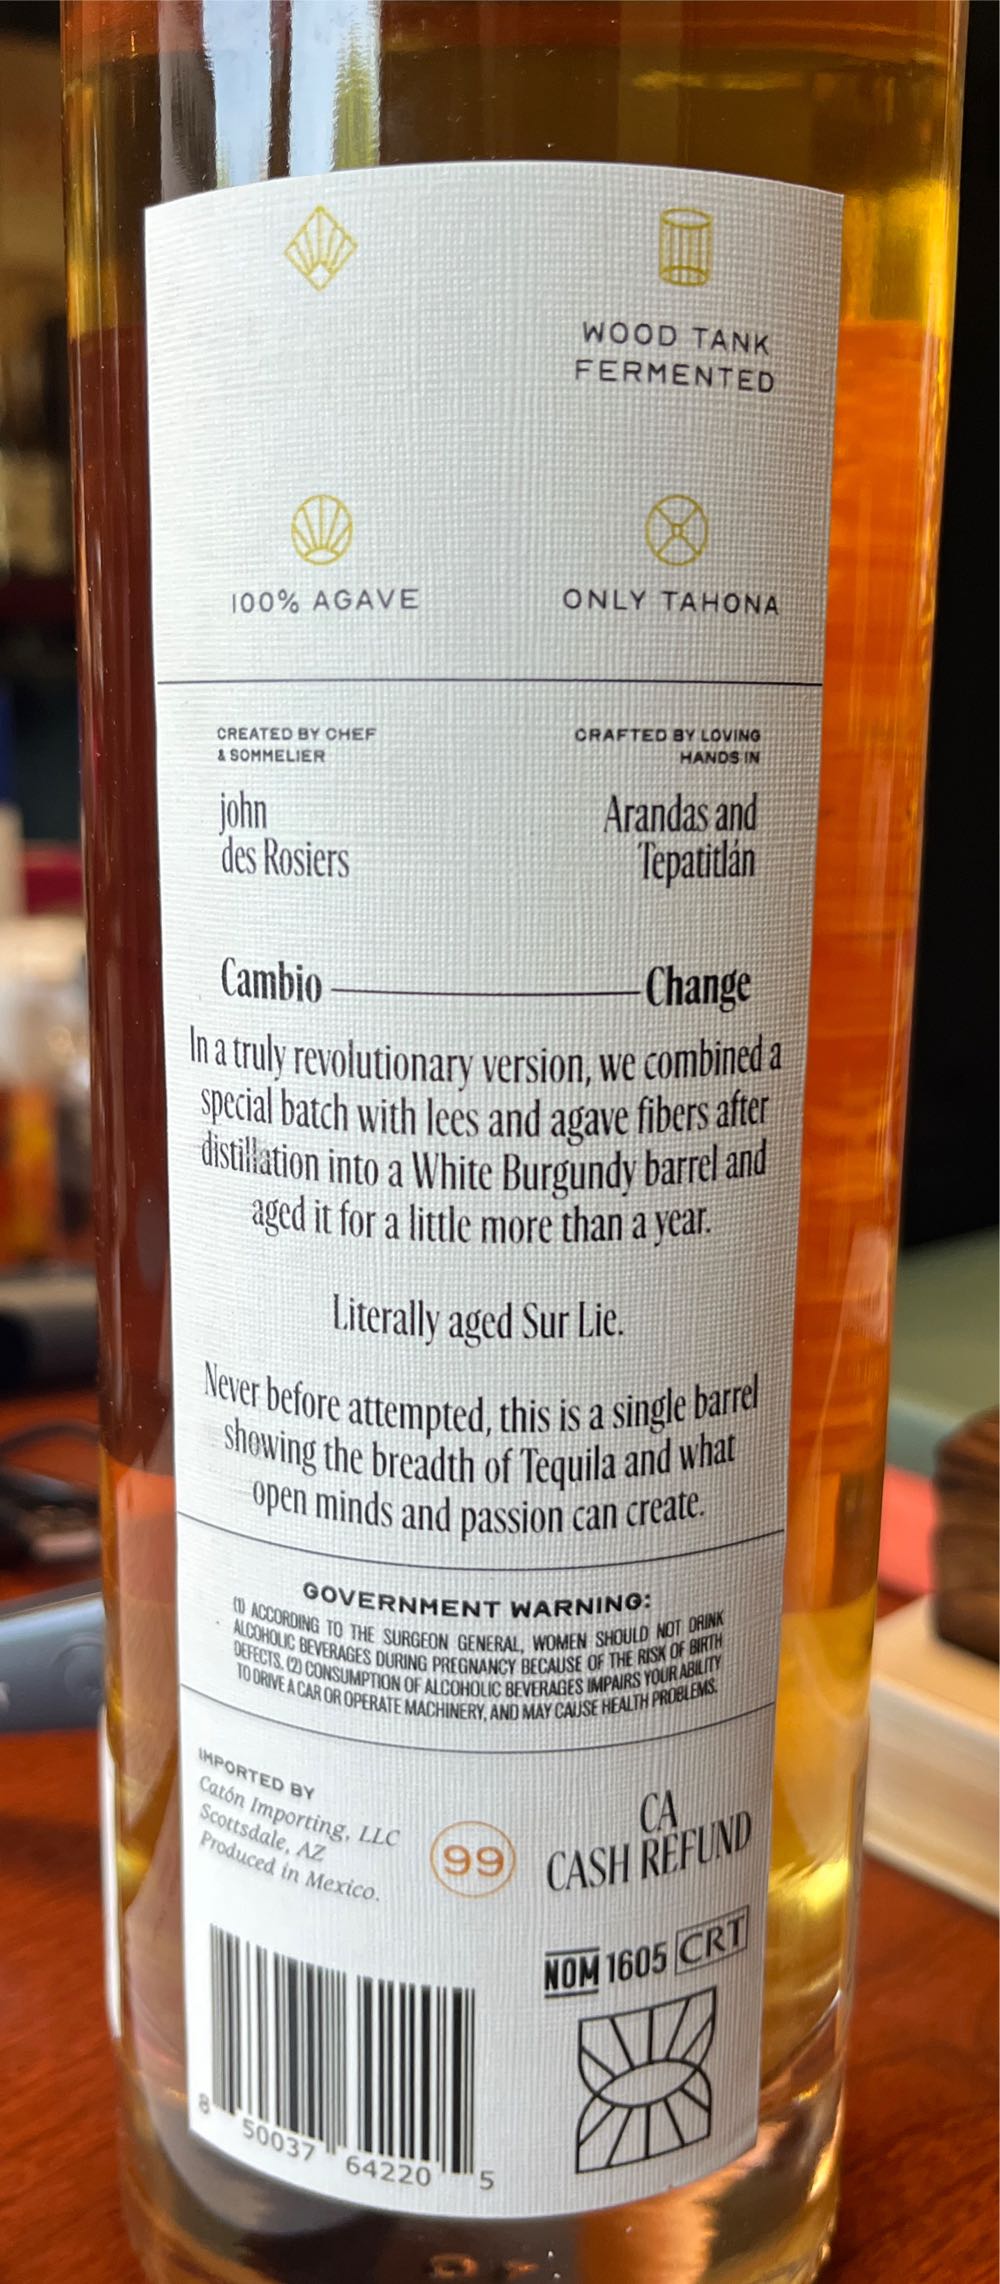 WOOD TANK
FERMENTED
100% AGAVE
ONLY TAHONA
CREATED BY CHEF
& SOMMELIER
john
des Rosiers
CRAFTED BY LOVING
HANDS IN
Arandas and
Tepatitlán
Cambio Change
In a truly revolutionary version, we combined a
special batch with lees and agave fibers after
distillation into a White Burgundy barrel and
aged it for a little more than a year.
Literally aged Sur Lie.
Never before attempted, this is a single barrel
showing the breadth of Tequila and what
open minds and passion can create.
GOVERNMENT WARNING:
(1) ACCORDING TO THE SURGEON GENERAL, WOMEN SHOULD NOT DRINK
ALCOHOLIC BEVERAGES DURING PREGNANCY BECAUSE OF THE RISK OF BIRTH
DEFECTS. (2) CONSUMPTION OF ALCOHOLIC BEVERAGES IMPAIRS YOUR ABILITY
TO DRIVE A CAR OR OPERATE MACHINERY, AND MAY CAUSE HEALTH PROBLEMS.
IMPORTED BY
Catón Importing, LLC
Scottsdale, AZ
Produced in Mexico.
99
CA
CASH REFUND
NOM 1605 CRT
8 50037 64220 5